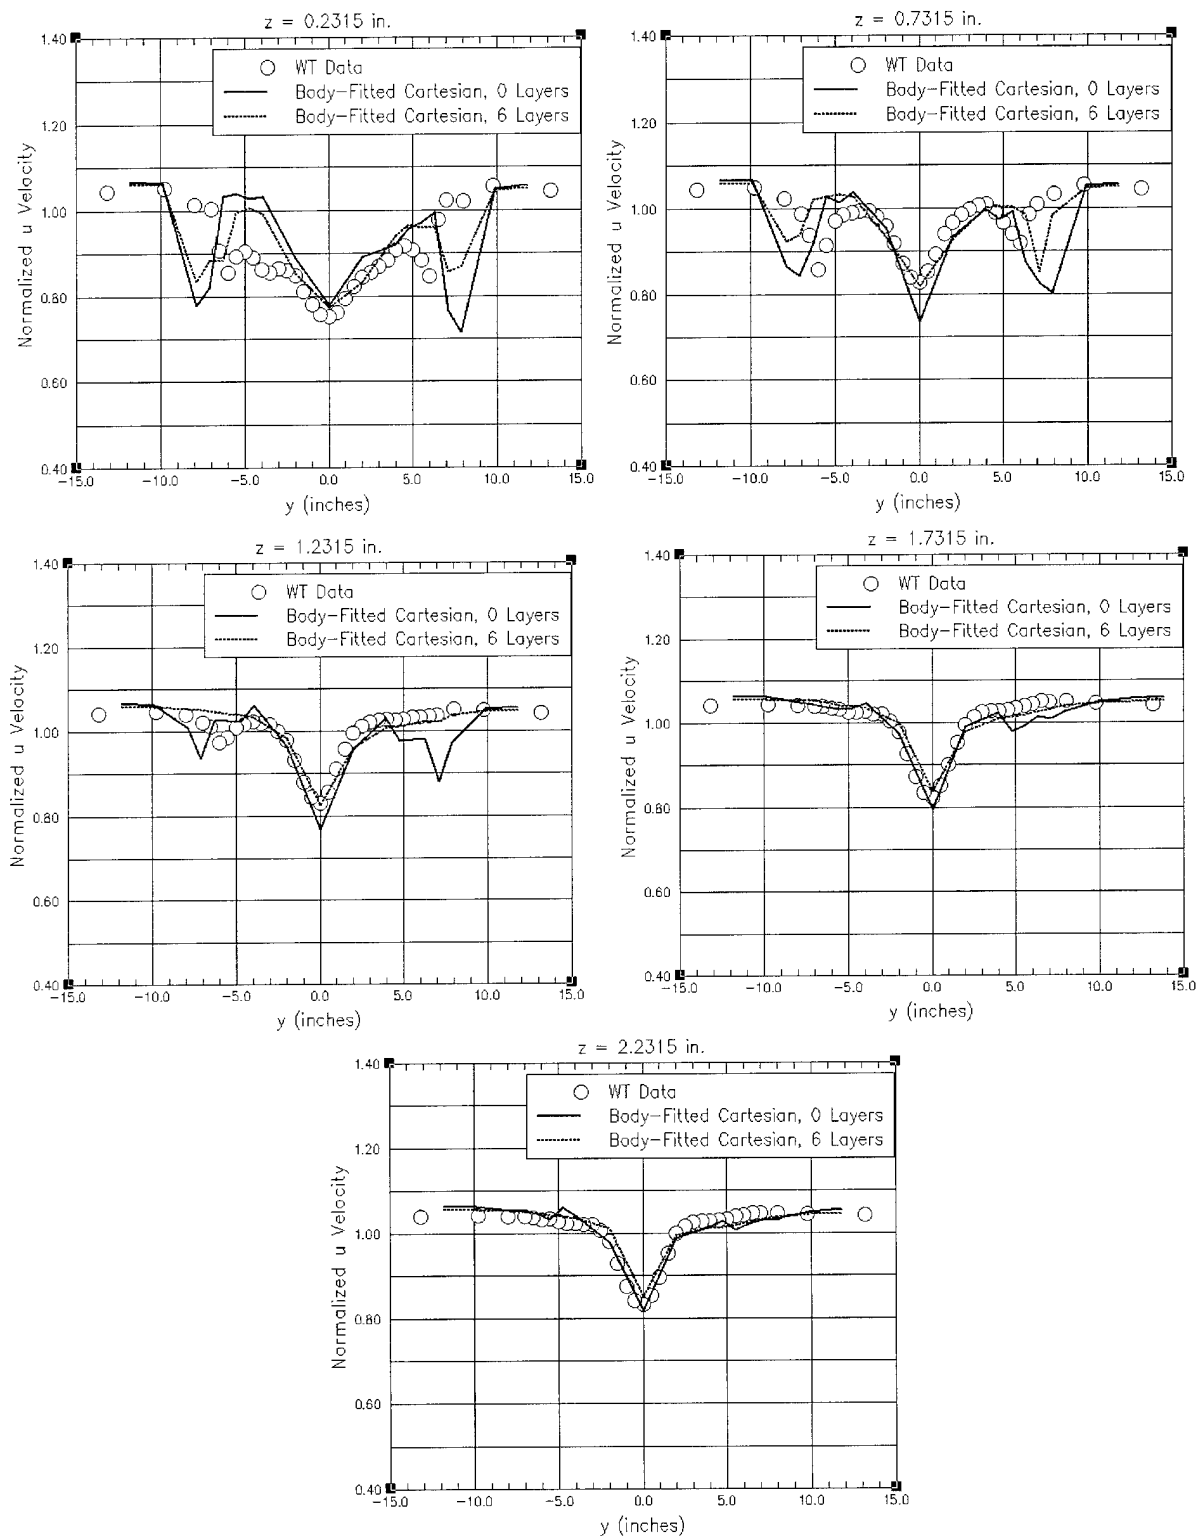 z = 0.2315 in.
1.40
WT Data
Body-Fitted Cartesian, 0 Layers
Body-Fitted Cartesian, 6 Layers
1.20
1.00
0.80
0.60
0.40
Normalized u Velocity
-15.0 -10.0 -5.0 0.0 5.0 10.0 15.0
y (inches)
z = 0.7315 in.
1.40
WT Data
Body-Fitted Cartesian, 0 Layers
Body-Fitted Cartesian, 6 Layers
1.20
1.00
0.80
0.60
0.40
Normalized u Velocity
-15.0 -10.0 -5.0 0.0 5.0 10.0 15.0
y (inches)
z = 1.2315 in.
1.40
WT Data
Body-Fitted Cartesian, 0 Layers
Body-Fitted Cartesian, 6 Layers
1.20
1.00
0.80
0.60
0.40
Normalized u Velocity
-15.0 -10.0 -5.0 0.0 5.0 10.0 15.0
y (inches)
z = 1.7315 in.
1.40
WT Data
Body-Fitted Cartesian, 0 Layers
Body-Fitted Cartesian, 6 Layers
1.20
1.00
0.80
0.60
0.40
Normalized u Velocity
-15.0 -10.0 -5.0 0.0 5.0 10.0 15.0
y (inches)
z = 2.2315 in.
1.40
WT Data
Body-Fitted Cartesian, 0 Layers
Body-Fitted Cartesian, 6 Layers
1.20
1.00
0.80
0.60
0.40
Normalized u Velocity
-15.0 -10.0 -5.0 0.0 5.0 10.0 15.0
y (inches)